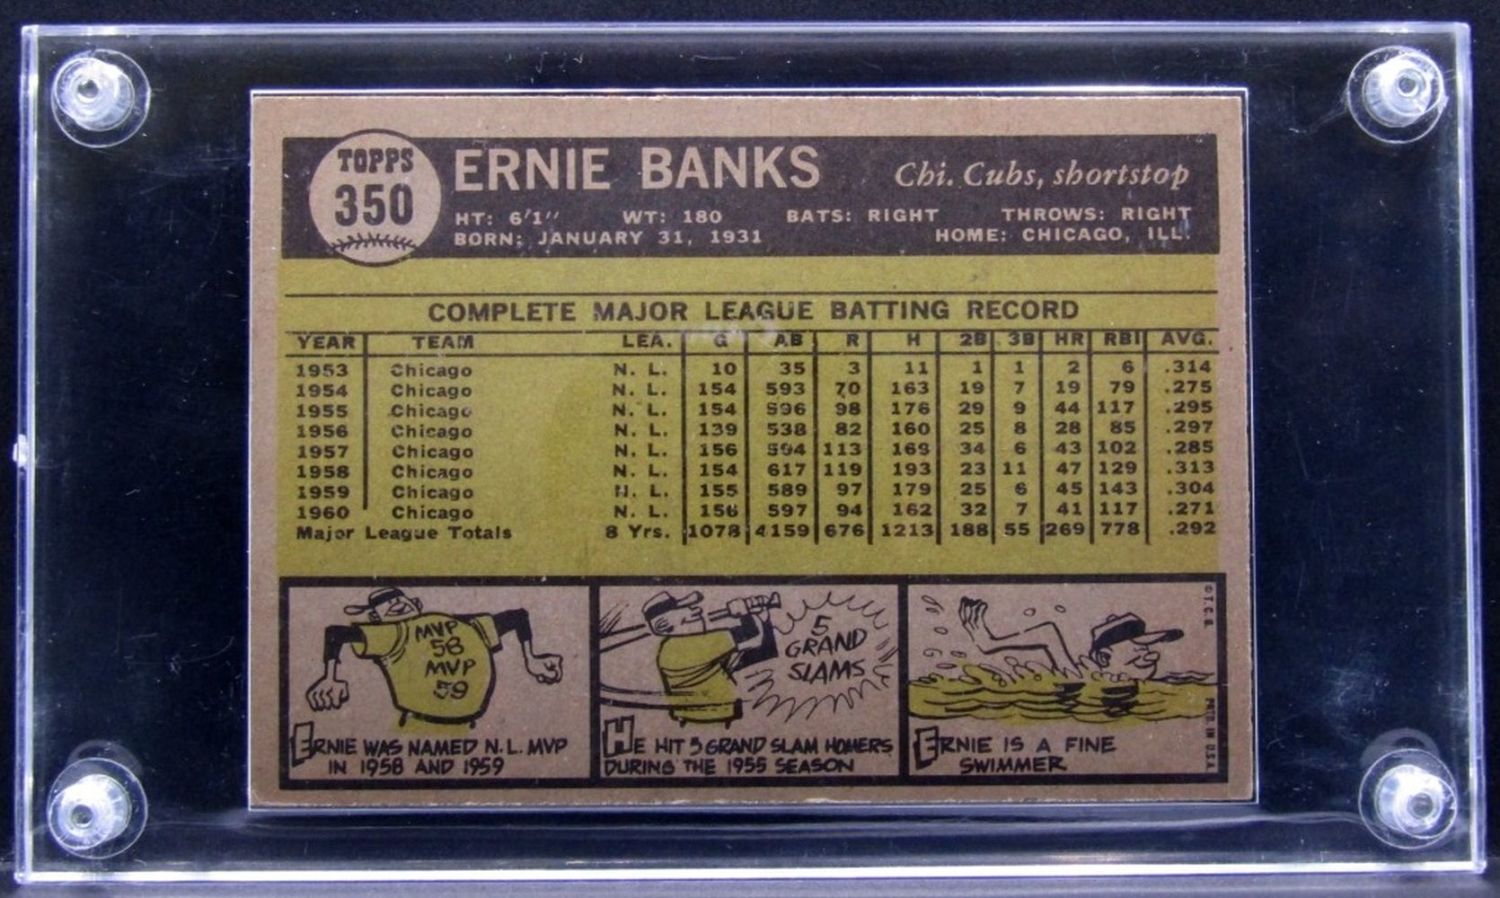 TOPPS
350
ERNIE BANKS
Chi. Cubs, shortstop
HT: 6'1" WT: 180 BATS: RIGHT THROWS: RIGHT
BORN: JANUARY 31, 1931 HOME: CHICAGO, ILL.
COMPLETE MAJOR LEAGUE BATTING RECORD
YEAR TEAM LEA. G AB R H 2B 3B HR RBI AVG.
1953 Chicago N. L. 10 35 3 11 1 1 2 6 .314
1954 Chicago N. L. 154 593 70 163 19 7 19 79 .275
1955 Chicago N. L. 154 596 98 176 29 9 44 117 .295
1956 Chicago N. L. 139 538 82 160 25 8 28 85 .297
1957 Chicago N. L. 156 594 113 169 34 6 43 102 .285
1958 Chicago N. L. 154 617 119 193 23 11 47 129 .313
1959 Chicago N. L. 155 589 97 179 25 6 45 143 .304
1960 Chicago N. L. 156 597 94 162 32 7 41 117 .271
Major League Totals 8 Yrs. 1078 4159 676 1213 188 55 269 778 .292
MVP
58
MVP
59
ERNIE WAS NAMED N.L. MVP
IN 1958 AND 1959
5
GRAND
SLAMS
HE HIT 5 GRAND SLAM HOMERS
DURING THE 1955 SEASON
ERNIE IS A FINE
SWIMMER
©T.C.G.
PRTD. IN U.S.A.